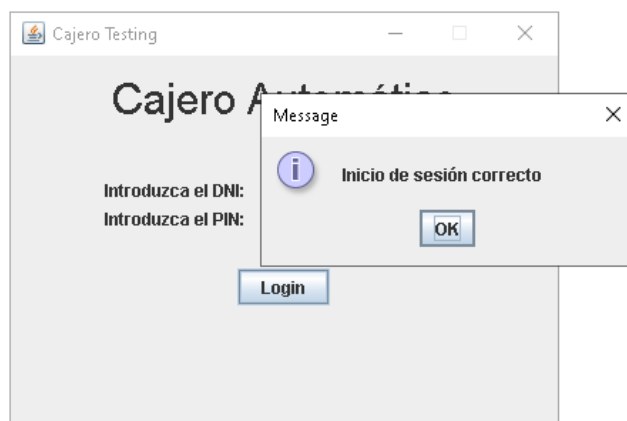 Cajero Testing
Cajero
Message
Inicio de sesión correcto
Introduzca el DNI:
Introduzca el PIN:
OK
Login